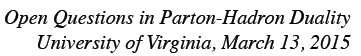 Open Questions in Parton-Hadron Duality
University of Virginia, March 13, 2015